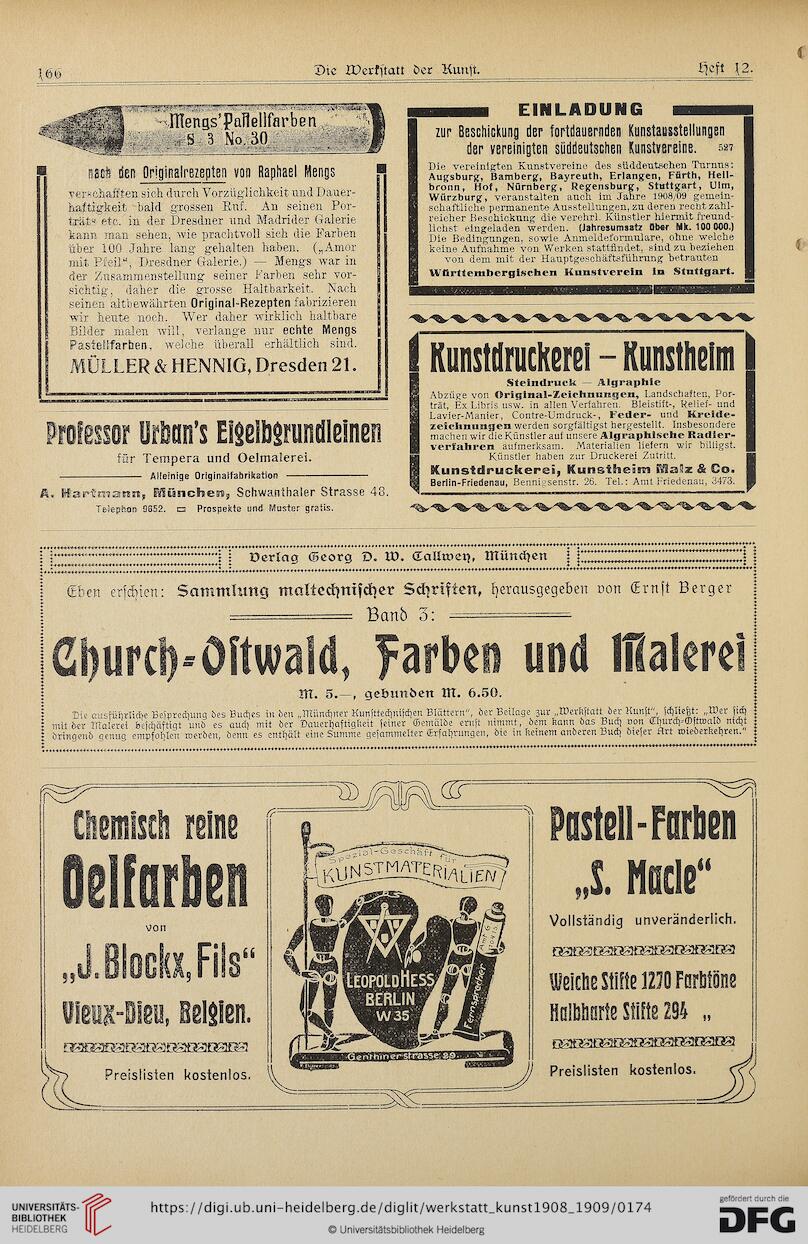 166
Die Werkstatt der Kunst.
Heft 12.
Mengs' Pastellfarben
S 3 No. 30
nach den Originalrezepten von Raphael Mengs
verschafften sich durch Vorzüglichkeit und Dauer-
haftigkeit bald grossen Ruf. An seinen Por-
träts etc. in der Dresdner und Madrider Galerie
kann man sehen, wie prachtvoll sich die Farben
über 100 Jahre lang gehalten haben. („Amor
mit Pfeil“, Dresdner Galerie.) — Mengs war in
der Zusammenstellung seiner Farben sehr vor-
sichtig, daher die grosse Haltbarkeit. Nach
seinen altbewährten Original-Rezepten fabrizieren
wir heute noch. Wer daher wirklich haltbare
Bilder malen will, verlange nur echte Mengs
Pastellfarben, welche überall erhältlich sind.
MÜLLER & HENNIG, Dresden 21.
Professor Urban's Eigelbgrundleinen
für Tempera und Oelmalerei.
Alleinige Originalfabrikation
A. Hartmann, München, Schwanthaler Strasse 48.
Telephon 9652. Prospekte und Muster gratis.
EINLADUNG
zur Beschickung der fortdauernden Kunstausstellungen
der vereinigten süddeutschen Kunstvereine. 527
Die vereinigten Kunstvereine des süddeutschen Turnus:
Augsburg, Bamberg, Bayreuth, Erlangen, Fürth, Heil-
bronn, Hof, Nürnberg, Regensburg, Stuttgart, Ulm,
Würzburg, veranstalten auch im Jahre 1908/09 gemein-
schaftliche permanente Ausstellungen, zu deren recht zahl-
reicher Beschickung die verehrl. Künstler hiermit freund-
lichst eingeladen werden. (Jahresumsatz über Mk. 100 000.)
Die Bedingungen, sowie Anmeldeformulare, ohne welche
keine Aufnahme von Werken stattfindet, sind zu beziehen
von dem mit der Hauptgeschäftsführung betrauten
Württembergischen Kunstverein in Stuttgart.
Kunstdruckerei — Kunstheim
Steindruck — Algraphie
Abzüge von Original-Zeichnungen, Landschaften, Por-
trät, Ex Libris usw. in allen Verfahren. Bleistift-, Relief- und
Lavier-Manier, Contre-Umdruck-, Feder- und Kreide-
zeichnungen werden sorgfältigst hergestellt. Insbesondere
machen wir die Künstler auf unsere Algraphische Radier-
verfahren aufmerksam. Materialien liefern wir billigst.
Künstler haben zur Druckerei Zutritt.
Kunstdruckerei, Kunstheim Malz & Co.
Berlin-Friedenau, Bennigsenstr. 26. Tel.: Amt Friedenau, 3473.
Verlag Georg D. W. Callwey, München
Eben erschien: Sammlung maltechnischer Schriften, herausgegeben von Ernst Berger
Band 3:
Church-Ostwald, Farben und Malerei
M. 5.—, gebunden M. 6.50.
Die ausführliche Besprechung des Buches in den „Münchner Kunsttechnischen Blättern“, der Beilage zur „Werkstatt der Kunst“, schließt: „Wer sich
mit der Malerei beschäftigt und es auch mit der Dauerhaftigkeit seiner Gemälde ernst nimmt, dem kann das Buch von Church-Ostwald nicht
dringend genug empfohlen werden, denn es enthält eine Summe gesammelter Erfahrungen, die in keinem anderen Buch dieser Art wiederkehren.“
Chemisch reine
Oelfarben
von
„J. Blockx, Fils“
Vieux-Dieu, Belgien.
Preislisten kostenlos.
Spezial-Geschäft für
KUNSTMATERIALIEN
LEOPOLD HESS
BERLIN
W 35
Fernsprecher
Amt 6
Genthinerstrasse 29.
Pastell-Farben
„S. Macle“
Vollständig unveränderlich.
Weiche Stifte 1270 Farbtöne
Halbharte Stifte 294 „
Preislisten kostenlos.
UNIVERSITÄTS-
BIBLIOTHEK
HEIDELBERG
https://digi.ub.uni-heidelberg.de/diglit/werkstatt_kunst1908_1909/0174
© Universitätsbibliothek Heidelberg
gefördert durch die
DFG